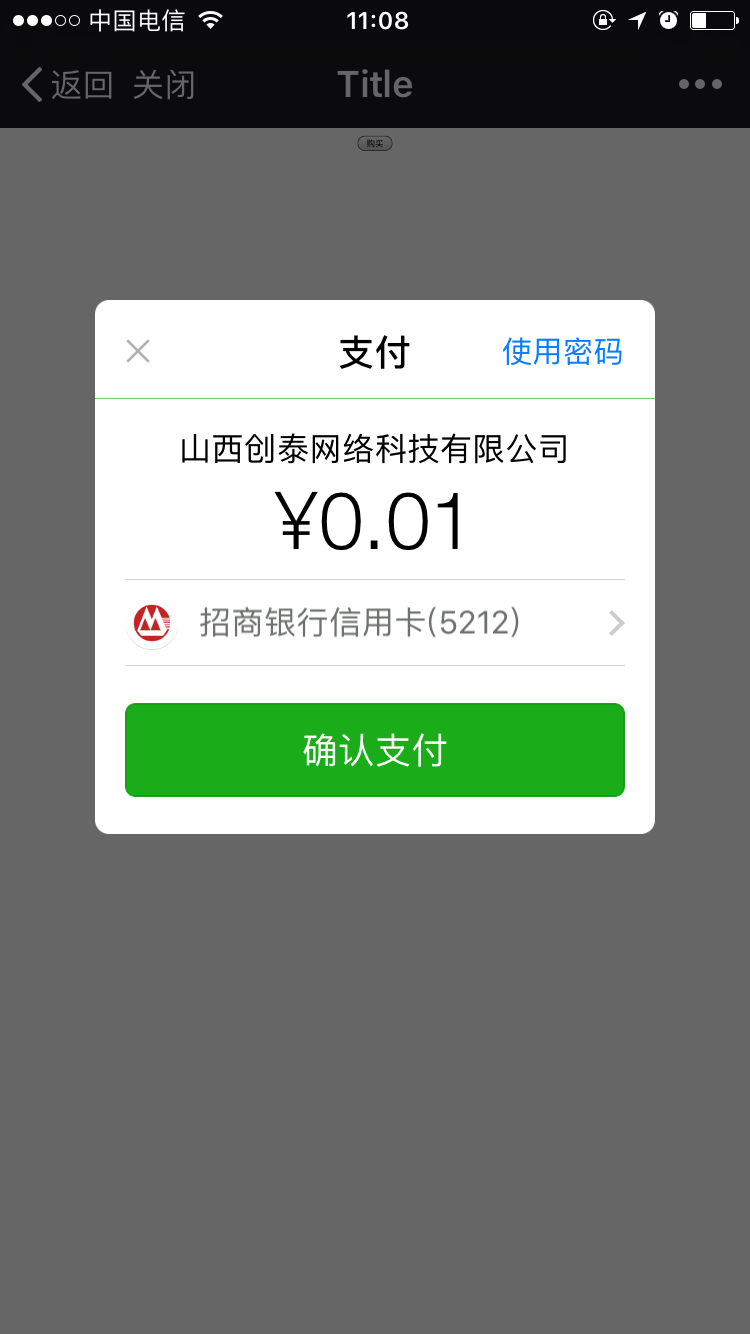 中国电信 11:08
返回 关闭 Title
购买
支付 使用密码
山西创泰网络科技有限公司
¥0.01
招商银行信用卡(5212)
确认支付